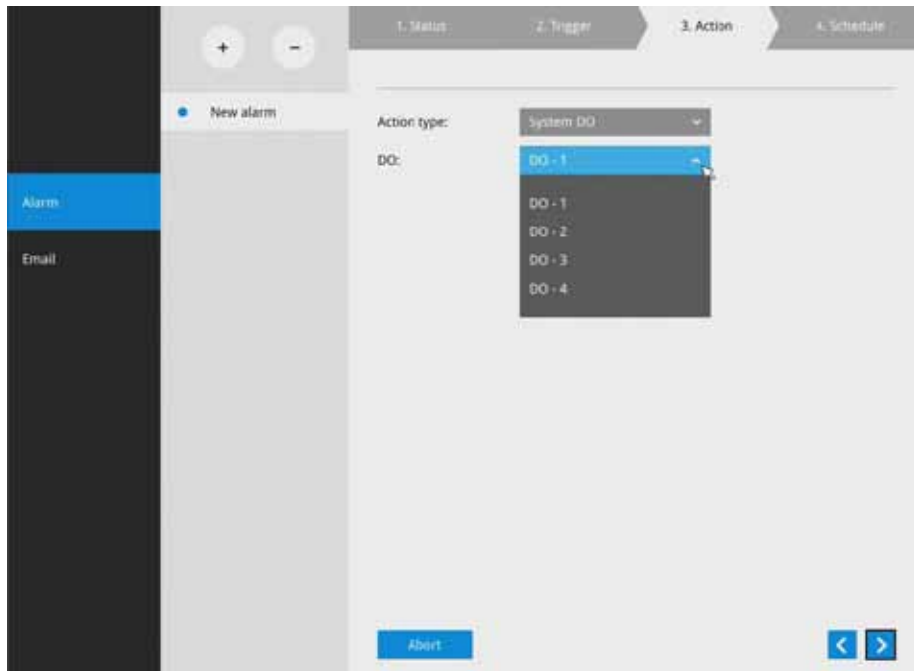 + -
1. Status 2. Trigger 3. Action 4. Schedule
New alarm
Action type: System DO
DO: DO - 1
DO - 1
Alarm
DO - 2
Email
DO - 3
DO - 4
Abort < >